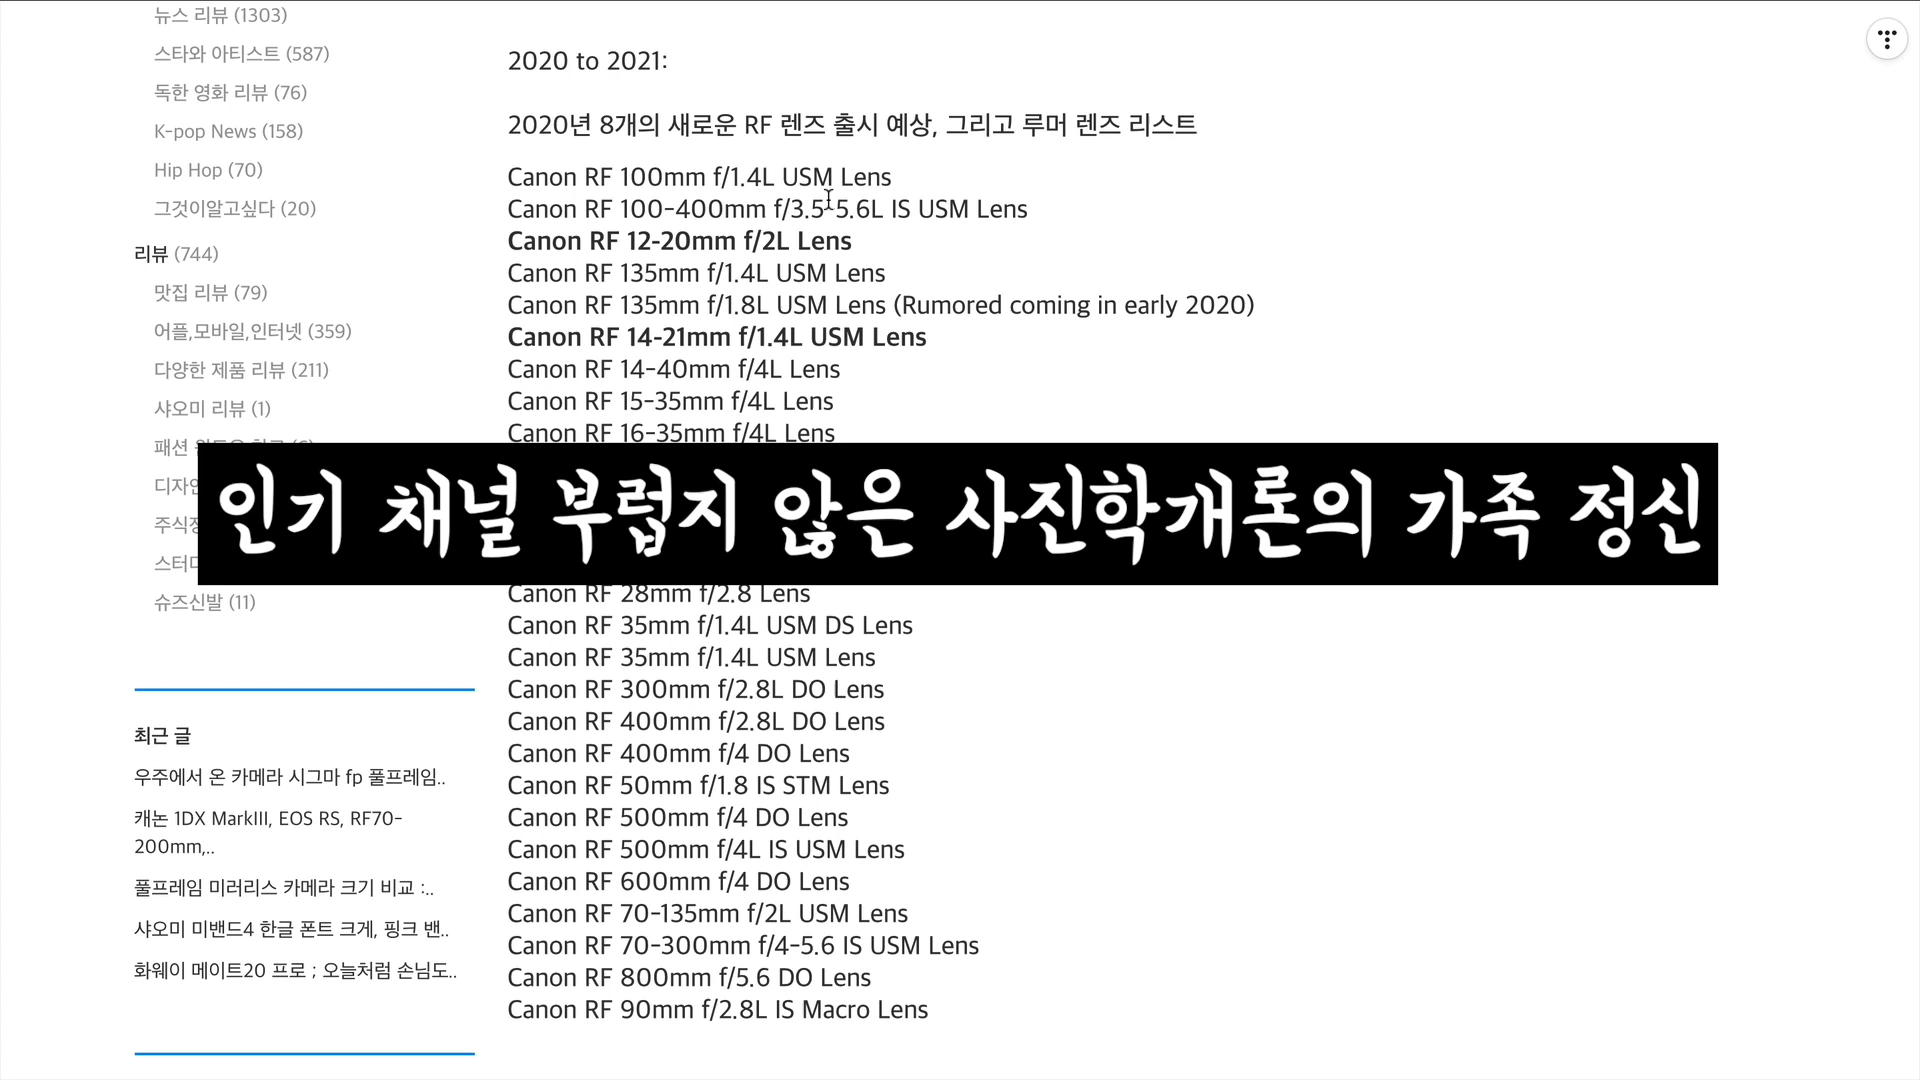 뉴스 리뷰 (1303)
스타와 아티스트 (587)
독한 영화 리뷰 (76)
K-pop News (158)
Hip Hop (70)
그것이알고싶다 (20)
리뷰 (744)
맛집 리뷰 (79)
어플,모바일,인터넷 (359)
다양한 제품 리뷰 (211)
샤오미 리뷰 (1)
패션
디자인
주식
슈즈신발 (11)
최근 글
우주에서 온 카메라 시그마 fp 풀프레임..
캐논 1DX MarkIII, EOS RS, RF70-
200mm,..
풀프레임 미러리스 카메라 크기 비교 :..
샤오미 미밴드4 한글 폰트 크게, 핑크 밴..
화웨이 메이트20 프로 ; 오늘처럼 손님도..
2020 to 2021:
2020년 8개의 새로운 RF 렌즈 출시 예상, 그리고 루머 렌즈 리스트
Canon RF 100mm f/1.4L USM Lens
Canon RF 100-400mm f/3.5-5.6L IS USM Lens
Canon RF 12-20mm f/2L Lens
Canon RF 135mm f/1.4L USM Lens
Canon RF 135mm f/1.8L USM Lens (Rumored coming in early 2020)
Canon RF 14-21mm f/1.4L USM Lens
Canon RF 14-40mm f/4L Lens
Canon RF 15-35mm f/4L Lens
Canon RF 16-35mm f/4L Lens
인기 채널 부럽지 않은 사진학개론의 가족 정신
Canon RF 28mm f/2.8 Lens
Canon RF 35mm f/1.4L USM DS Lens
Canon RF 35mm f/1.4L USM Lens
Canon RF 300mm f/2.8L DO Lens
Canon RF 400mm f/2.8L DO Lens
Canon RF 400mm f/4 DO Lens
Canon RF 50mm f/1.8 IS STM Lens
Canon RF 500mm f/4 DO Lens
Canon RF 500mm f/4L IS USM Lens
Canon RF 600mm f/4 DO Lens
Canon RF 70-135mm f/2L USM Lens
Canon RF 70-300mm f/4-5.6 IS USM Lens
Canon RF 800mm f/5.6 DO Lens
Canon RF 90mm f/2.8L IS Macro Lens